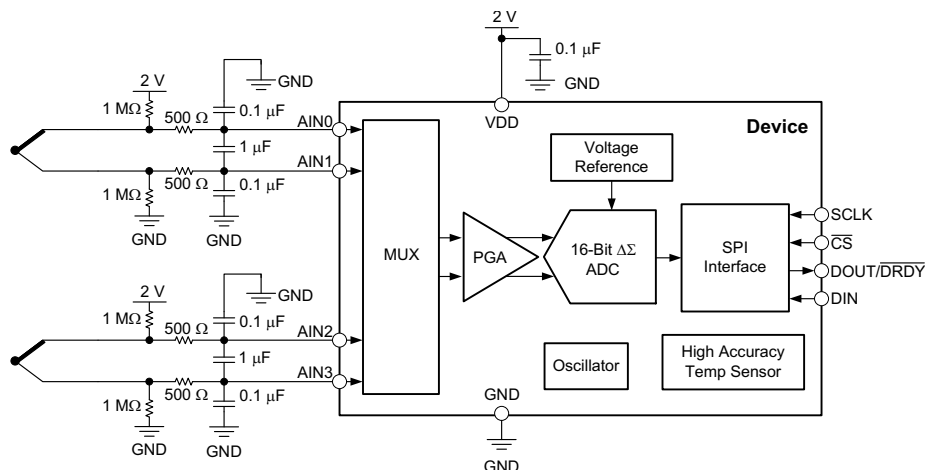 2 V
0.1 μF
GND
VDD
Device
GND
2 V
1 MΩ
500 Ω
0.1 μF
AIN0
1 μF
AIN1
500 Ω
0.1 μF
1 MΩ
GND
GND
GND
2 V
1 MΩ
500 Ω
0.1 μF
AIN2
1 μF
AIN3
500 Ω
0.1 μF
1 MΩ
GND
GND
MUX
PGA
Voltage
Reference
16-Bit ΔΣ
ADC
SPI
Interface
SCLK
C̅S̅
DOUT/D̅R̅D̅Y̅
DIN
Oscillator
High Accuracy
Temp Sensor
GND
GND